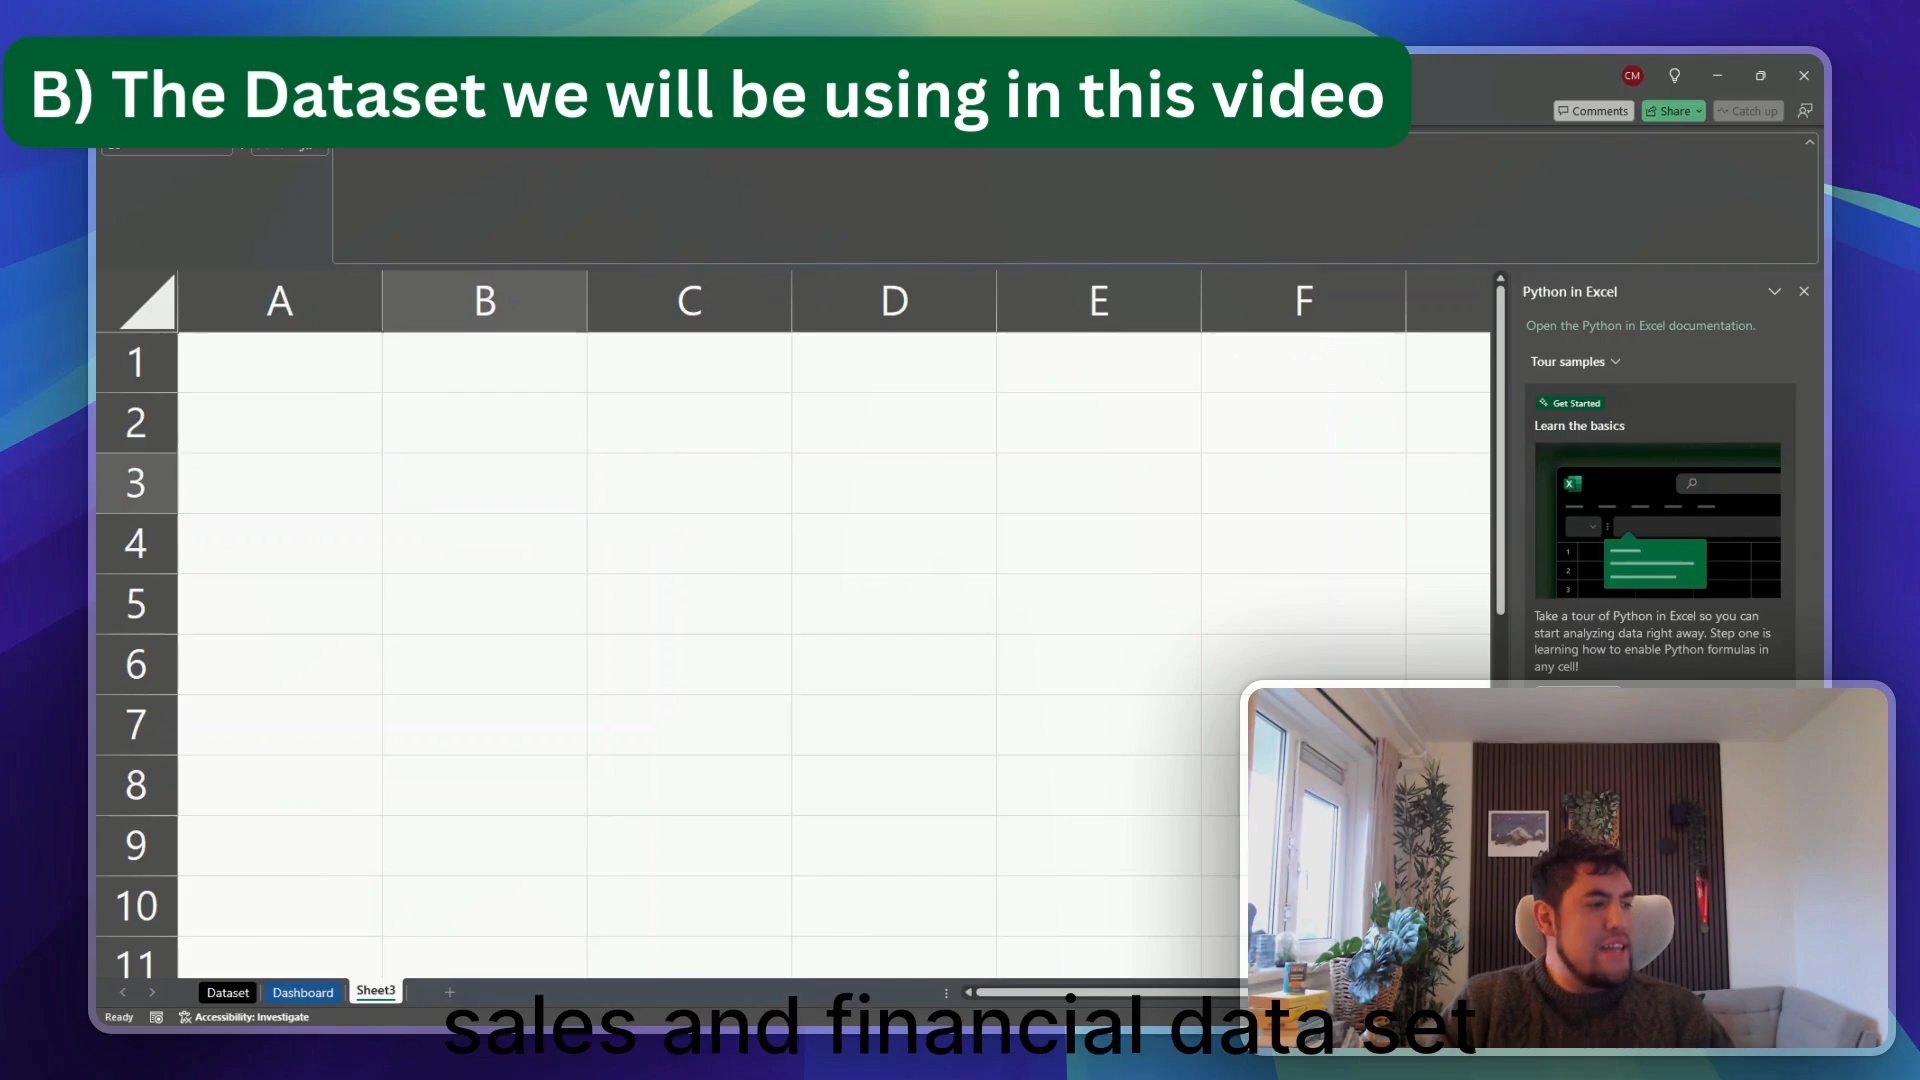 B) The Dataset we will be using in this video
CM
Comments
Share
Catch up
A B C D E F
Python in Excel
Open the Python in Excel documentation.
Tour samples
Get Started
Learn the basics
1
2
3
Take a tour of Python in Excel so you can
start analyzing data right away. Step one is
learning how to enable Python formulas in
any cell!
1
2
3
4
5
6
7
8
9
10
11
Dataset Dashboard Sheet3
Ready Accessibility: Investigate
sales and financial data set